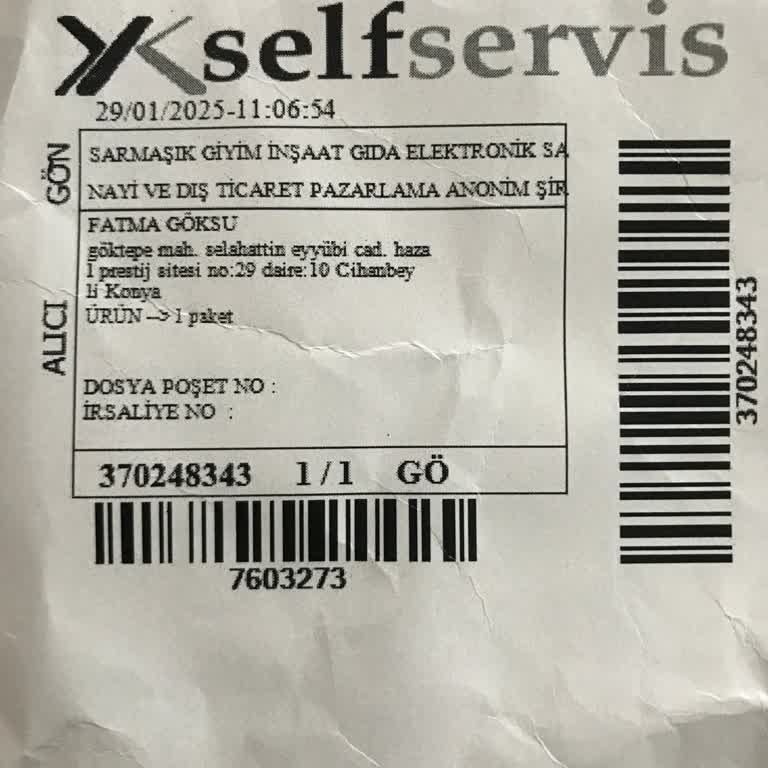 selfservis
29/01/2025-11:06:54
GÖN
SARMAŞIK GİYİM İNŞAAT GIDA ELEKTRONİK SA
NAYİ VE DIŞ TİCARET PAZARLAMA ANONİM ŞİR
ALICI
FATMA GÖKSU
göktepe mah. selahattin eyyübi cad. haza
l prestij sitesi no:29 daire:10 Cihanbey
li Konya
ÜRÜN --> 1 paket
DOSYA POŞET NO :
İRSALİYE NO :
370248343 1 / 1 GÖ
7603273
370248343